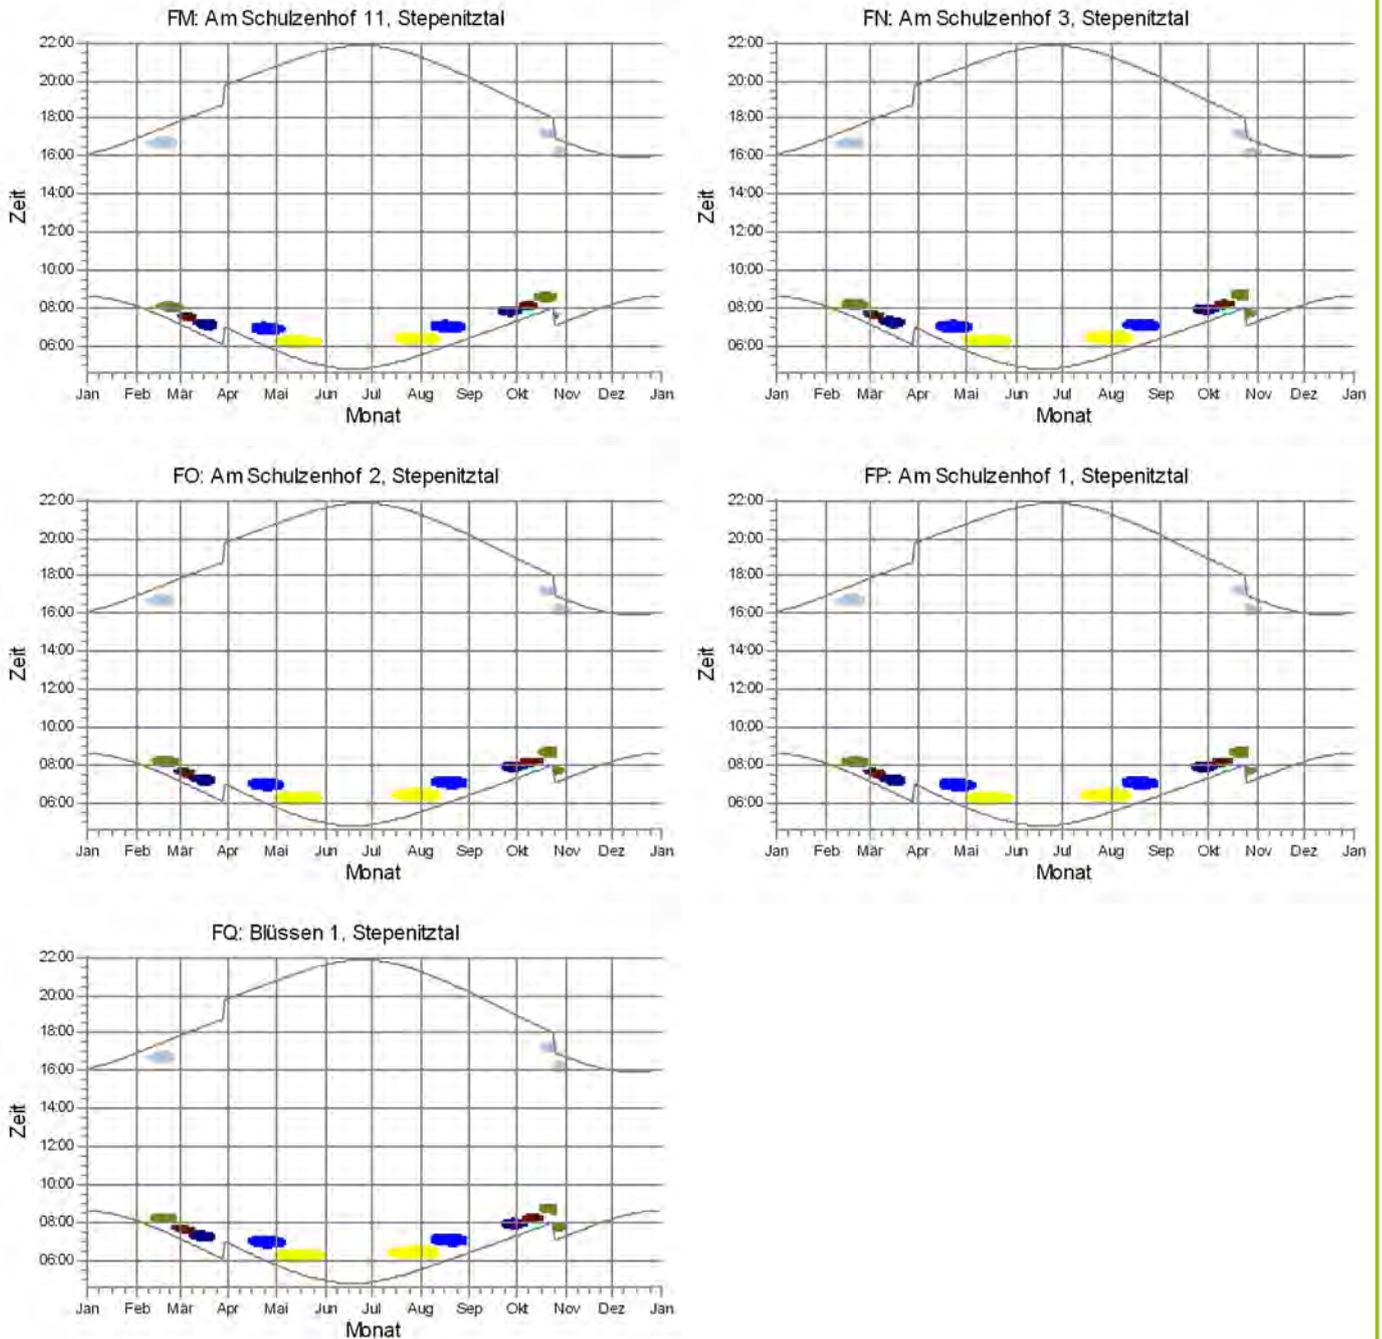 FM: Am Schulzenhof 11, Stepenitztal
22:00
20:00
18:00
16:00
14:00
12:00
10:00
08:00
06:00
Zeit
Jan Feb Mär Apr Mai Jun Jul Aug Sep Okt Nov Dez Jan
Monat
FN: Am Schulzenhof 3, Stepenitztal
22:00
20:00
18:00
16:00
14:00
12:00
10:00
08:00
06:00
Zeit
Jan Feb Mär Apr Mai Jun Jul Aug Sep Okt Nov Dez Jan
Monat
FO: Am Schulzenhof 2, Stepenitztal
22:00
20:00
18:00
16:00
14:00
12:00
10:00
08:00
06:00
Zeit
Jan Feb Mär Apr Mai Jun Jul Aug Sep Okt Nov Dez Jan
Monat
FP: Am Schulzenhof 1, Stepenitztal
22:00
20:00
18:00
16:00
14:00
12:00
10:00
08:00
06:00
Zeit
Jan Feb Mär Apr Mai Jun Jul Aug Sep Okt Nov Dez Jan
Monat
FQ: Blüssen 1, Stepenitztal
22:00
20:00
18:00
16:00
14:00
12:00
10:00
08:00
06:00
Zeit
Jan Feb Mär Apr Mai Jun Jul Aug Sep Okt Nov Dez Jan
Monat